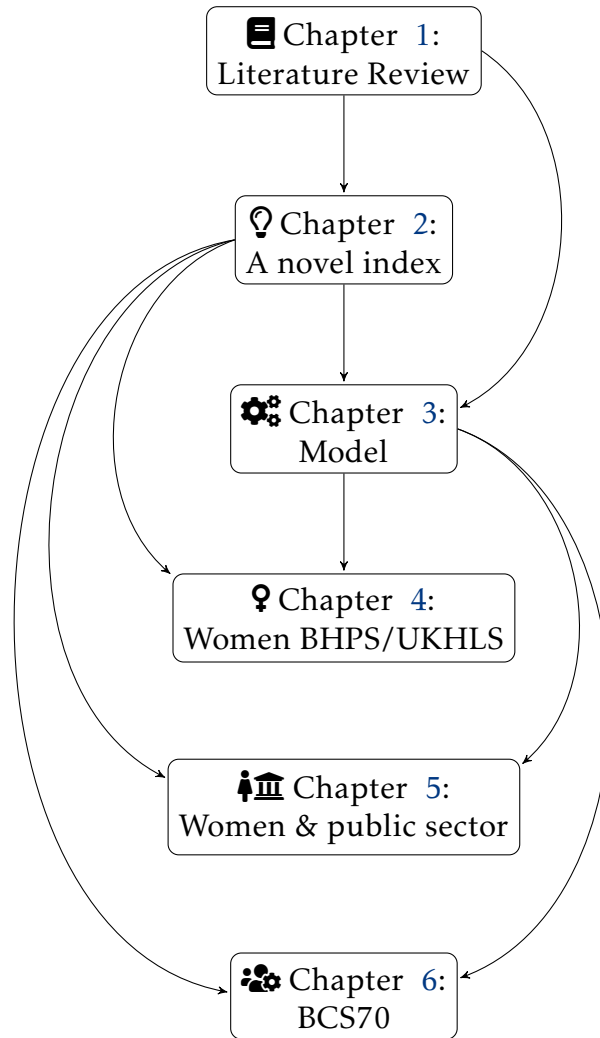 Chapter 1:
Literature Review
Chapter 2:
A novel index
Chapter 3:
Model
Chapter 4:
Women BHPS/UKHLS
Chapter 5:
Women & public sector
Chapter 6:
BCS70